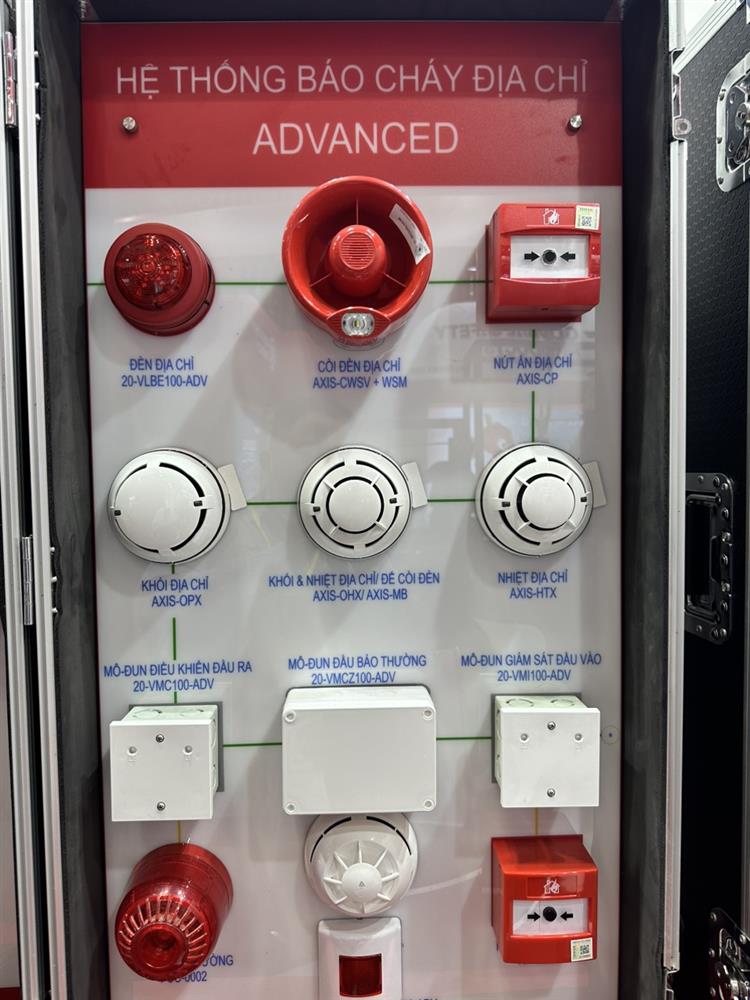 HỆ THỐNG BÁO CHÁY ĐỊA CHỈ
ADVANCED
ĐÈN ĐỊA CHỈ
20-VLBE100-ADV
CÒI ĐÈN ĐỊA CHỈ
AXIS-CWSV + WSM
NÚT ẤN ĐỊA CHỈ
AXIS-CP
KHÓI ĐỊA CHỈ
AXIS-OPX
KHÓI & NHIỆT ĐỊA CHỈ/ ĐẾ CÒI ĐÈN
AXIS-OHX/ AXIS-MB
NHIỆT ĐỊA CHỈ
AXIS-HTX
MÔ-ĐUN ĐIỀU KHIỂN ĐẦU RA
20-VMC100-ADV
MÔ-ĐUN ĐẦU BÁO THƯỜNG
20-VMCZ100-ADV
MÔ-ĐUN GIÁM SÁT ĐẦU VÀO
20-VMI100-ADV